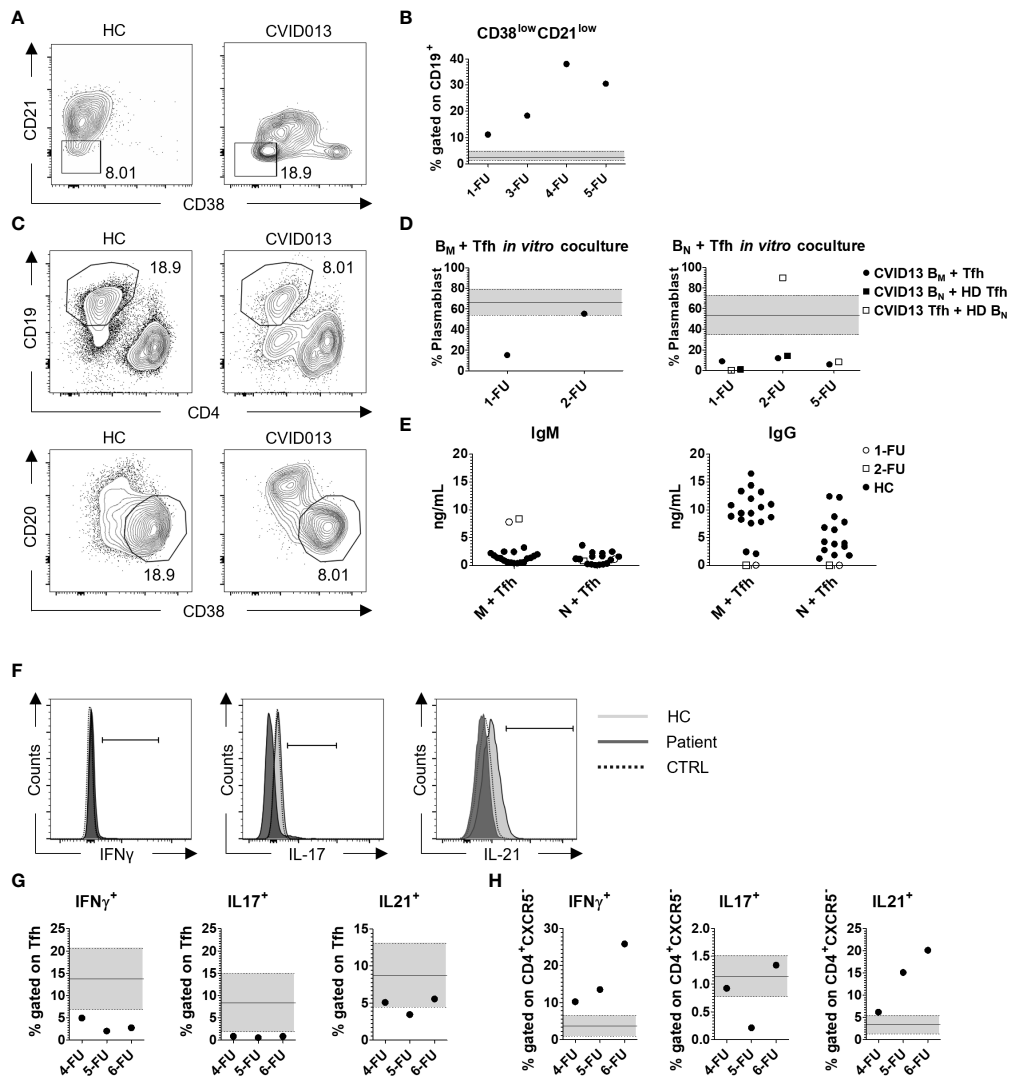 A
HC
CVID013
CD21
8.01
18.9
CD38
B
CD38lowCD21low
% gated on CD19+
40
30
20
10
0
1-FU
3-FU
4-FU
5-FU
C
HC
CVID013
18.9
8.01
CD19
CD4
HC
CVID013
CD20
18.9
8.01
CD38
D
BM + Tfh in vitro coculture
% Plasmablast
100
80
60
40
20
0
1-FU
2-FU
BN + Tfh in vitro coculture
% Plasmablast
100
80
60
40
20
0
1-FU
2-FU
5-FU
CVID13 BM + Tfh
CVID13 BN + HD Tfh
CVID13 Tfh + HD BN
E
IgM
ng/mL
20
15
10
5
0
M + Tfh
N + Tfh
IgG
ng/mL
20
15
10
5
0
M + Tfh
N + Tfh
1-FU
2-FU
HC
F
Counts
IFNγ
Counts
IL-17
Counts
IL-21
HC
Patient
CTRL
G
IFNγ+
% gated on Tfh
25
20
15
10
5
0
4-FU
5-FU
6-FU
IL17+
25
20
15
10
5
0
4-FU
5-FU
6-FU
IL21+
15
10
5
0
4-FU
5-FU
6-FU
H
IFNγ+
% gated on CD4+CXCR5-
30
20
10
0
4-FU
5-FU
6-FU
IL17+
% gated on CD4+CXCR5-
2.0
1.5
1.0
0.5
0.0
4-FU
5-FU
6-FU
IL21+
% gated on CD4+CXCR5-
25
20
15
10
5
0
4-FU
5-FU
6-FU